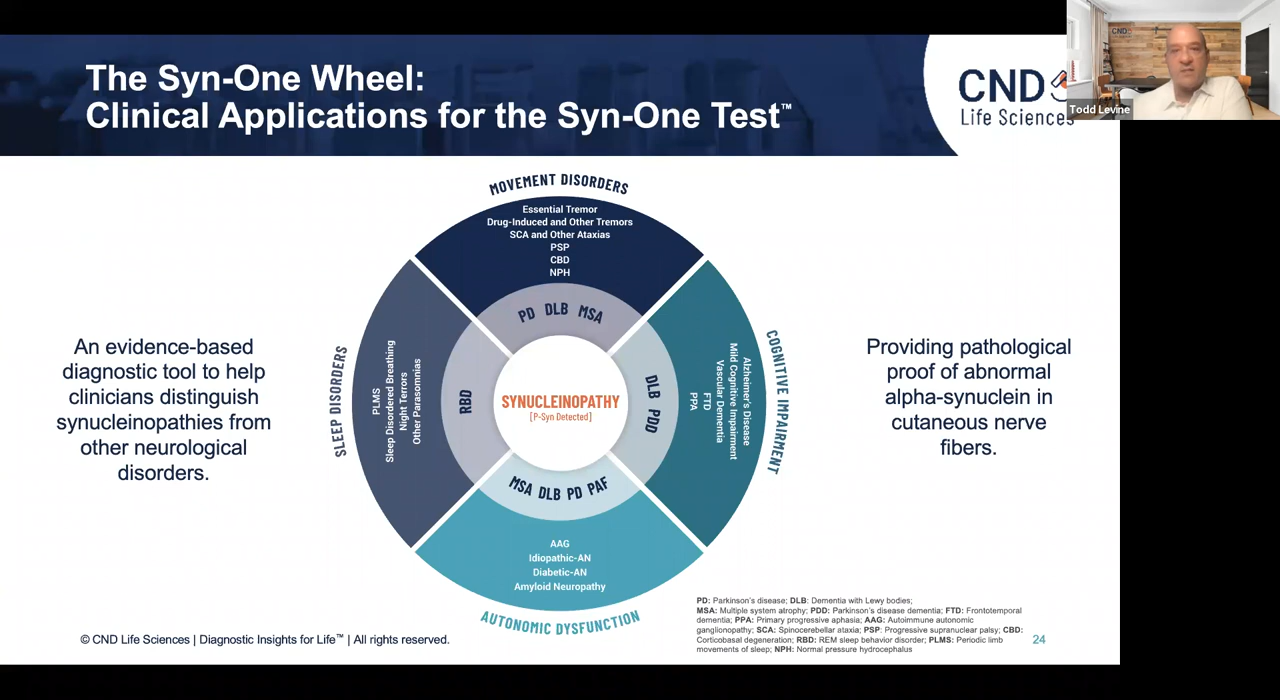 The Syn-One Wheel:
Clinical Applications for the Syn-One Test™
CND
Life Sciences
CND
Todd Levine
An evidence-based
diagnostic tool to help
clinicians distinguish
synucleinopathies from
other neurological
disorders.
MOVEMENT DISORDERS
Essential Tremor
Drug-Induced and Other Tremors
SCA and Other Ataxias
PSP
CBD
NPH
PD DLB MSA
SLEEP DISORDERS
PLMS
Sleep Disordered Breathing
Night Terrors
Other Parasomnias
RBD
SYNUCLEINOPATHY
[P-Syn Detected]
DLB PDD
Alzheimer's Disease
Mild Cognitive Impairment
Vascular Dementia
FTD
PPA
COGNITIVE IMPAIRMENT
MSA DLB PD PAF
AAG
Idiopathic-AN
Diabetic-AN
Amyloid Neuropathy
AUTONOMIC DYSFUNCTION
Providing pathological
proof of abnormal
alpha-synuclein in
cutaneous nerve
fibers.
PD: Parkinson's disease; DLB: Dementia with Lewy bodies;
MSA: Multiple system atrophy; PDD: Parkinson's disease dementia; FTD: Frontotemporal
dementia; PPA: Primary progressive aphasia; AAG: Autoimmune autonomic
ganglionopathy; SCA: Spinocerebellar ataxia; PSP: Progressive supranuclear palsy; CBD:
Corticobasal degeneration; RBD: REM sleep behavior disorder; PLMS: Periodic limb
movements of sleep; NPH: Normal pressure hydrocephalus
© CND Life Sciences | Diagnostic Insights for Life™ | All rights reserved.
24